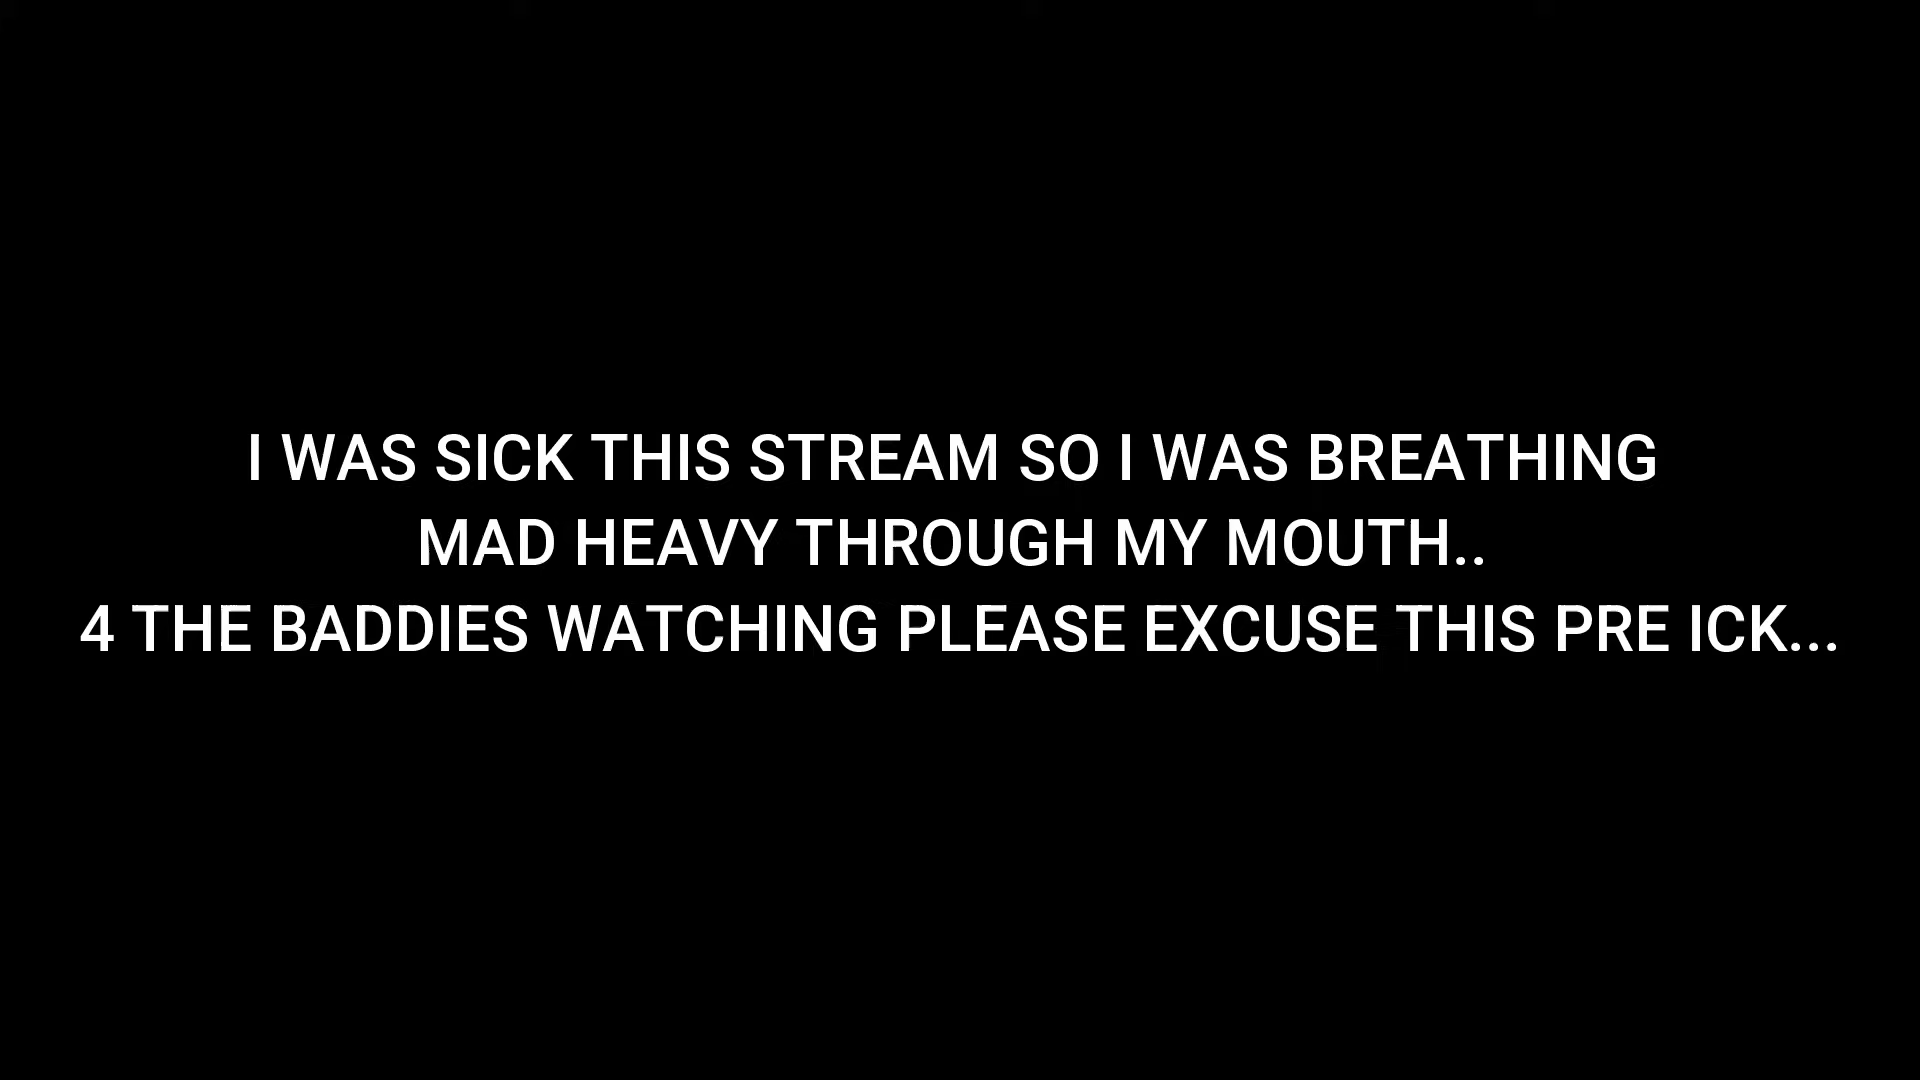 I WAS SICK THIS STREAM SO I WAS BREATHING
MAD HEAVY THROUGH MY MOUTH..
4 THE BADDIES WATCHING PLEASE EXCUSE THIS PRE ICK...